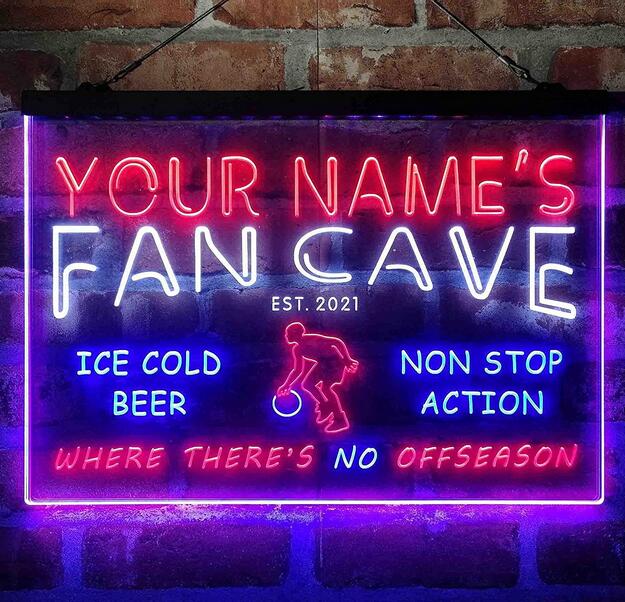 YOUR NAME'S
FAN CAVE
EST. 2021
ICE COLD
BEER
NON STOP
ACTION
WHERE THERE'S NO OFFSEASON